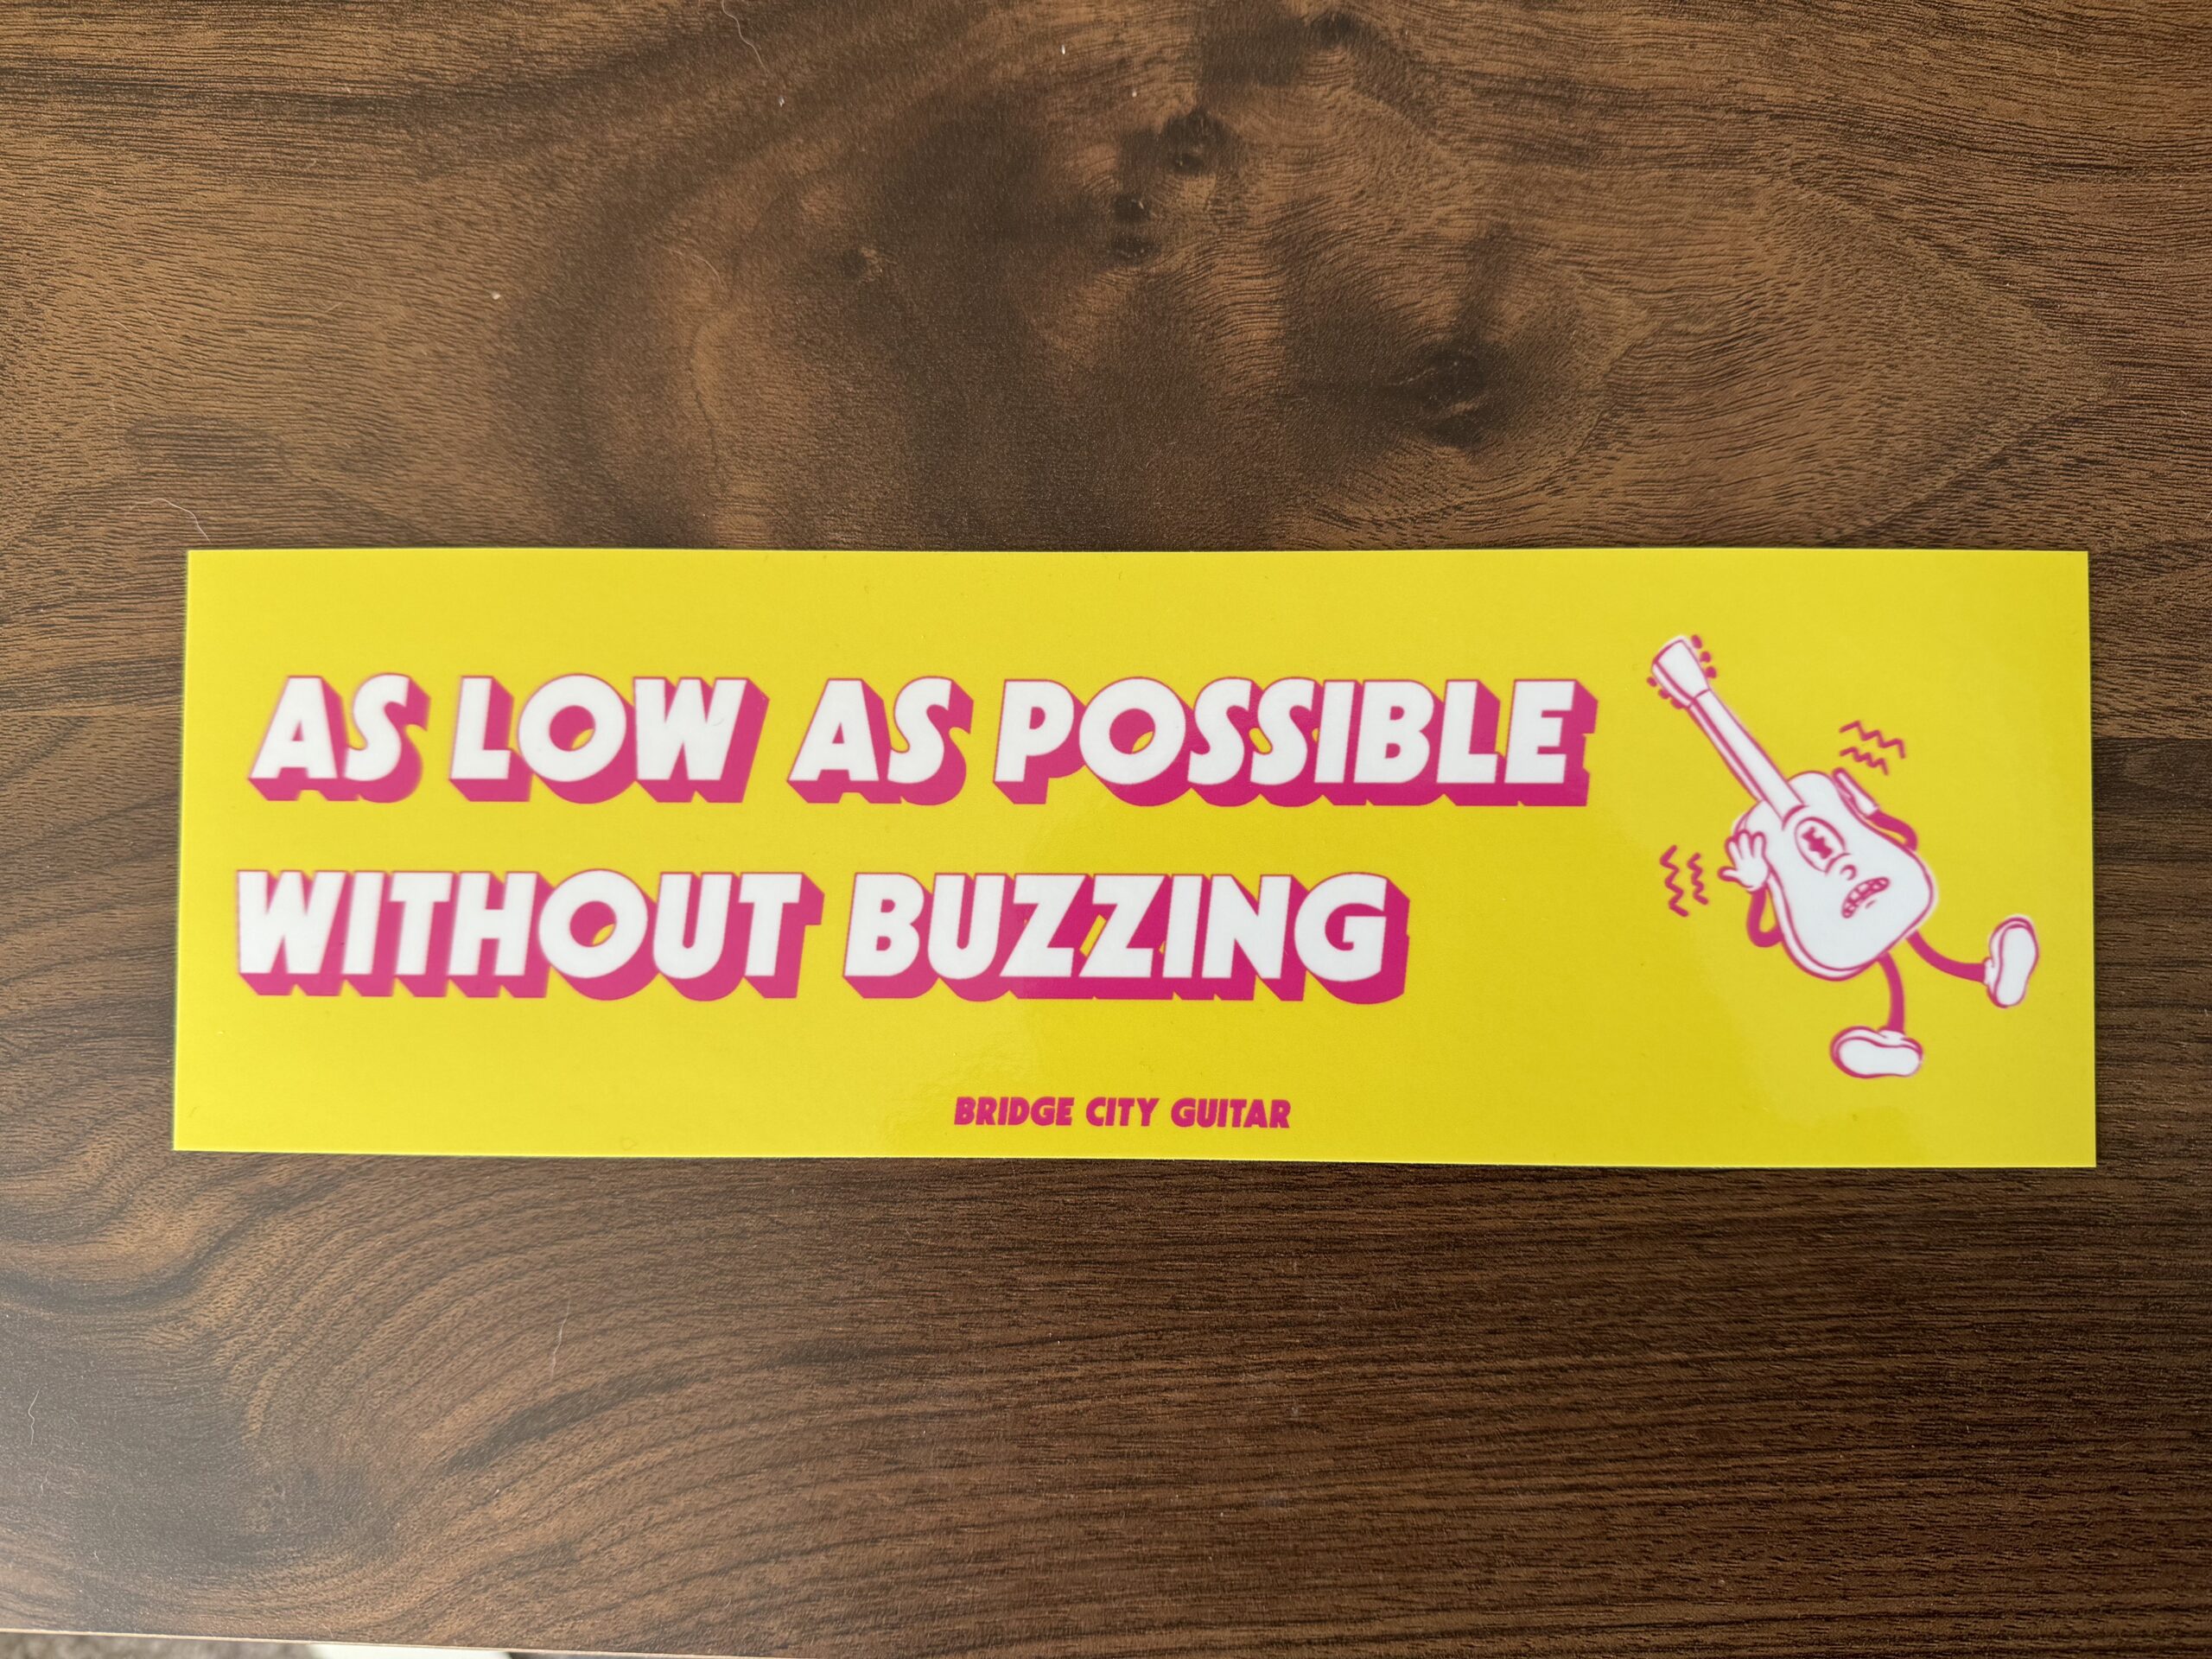 AS LOW AS POSSIBLE
WITHOUT BUZZING
BRIDGE CITY GUITAR